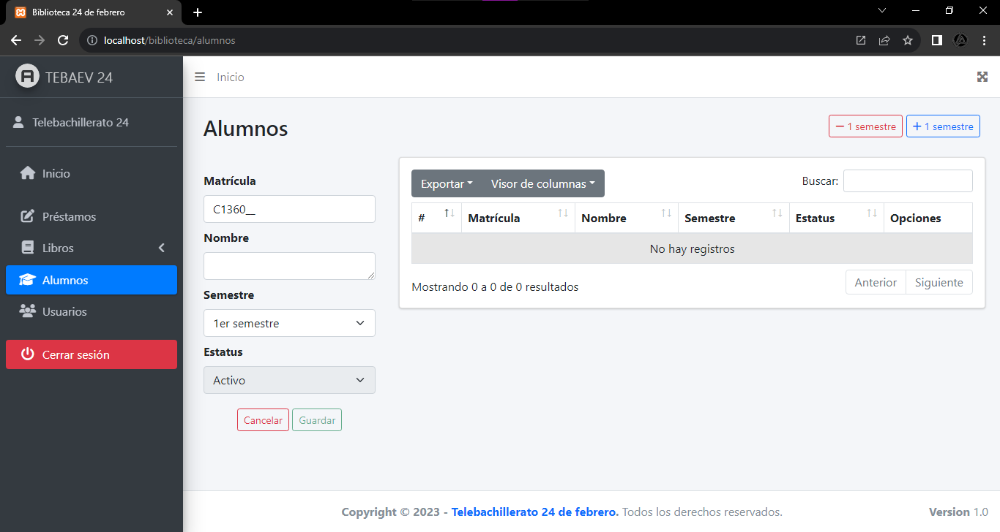 Biblioteca 24 de febrero
localhost/biblioteca/alumnos
TEBAEV 24
Inicio
Telebachillerato 24
Inicio
Préstamos
Libros
Alumnos
Usuarios
Cerrar sesión
Alumnos
1 semestre
1 semestre
Matrícula
C1360__
Nombre
Semestre
1er semestre
Estatus
Activo
Cancelar Guardar
Exportar Visor de columnas
Buscar:
# Matrícula Nombre Semestre Estatus Opciones
No hay registros
Mostrando 0 a 0 de 0 resultados
Anterior Siguiente
Copyright © 2023 - Telebachillerato 24 de febrero. Todos los derechos reservados.
Version 1.0